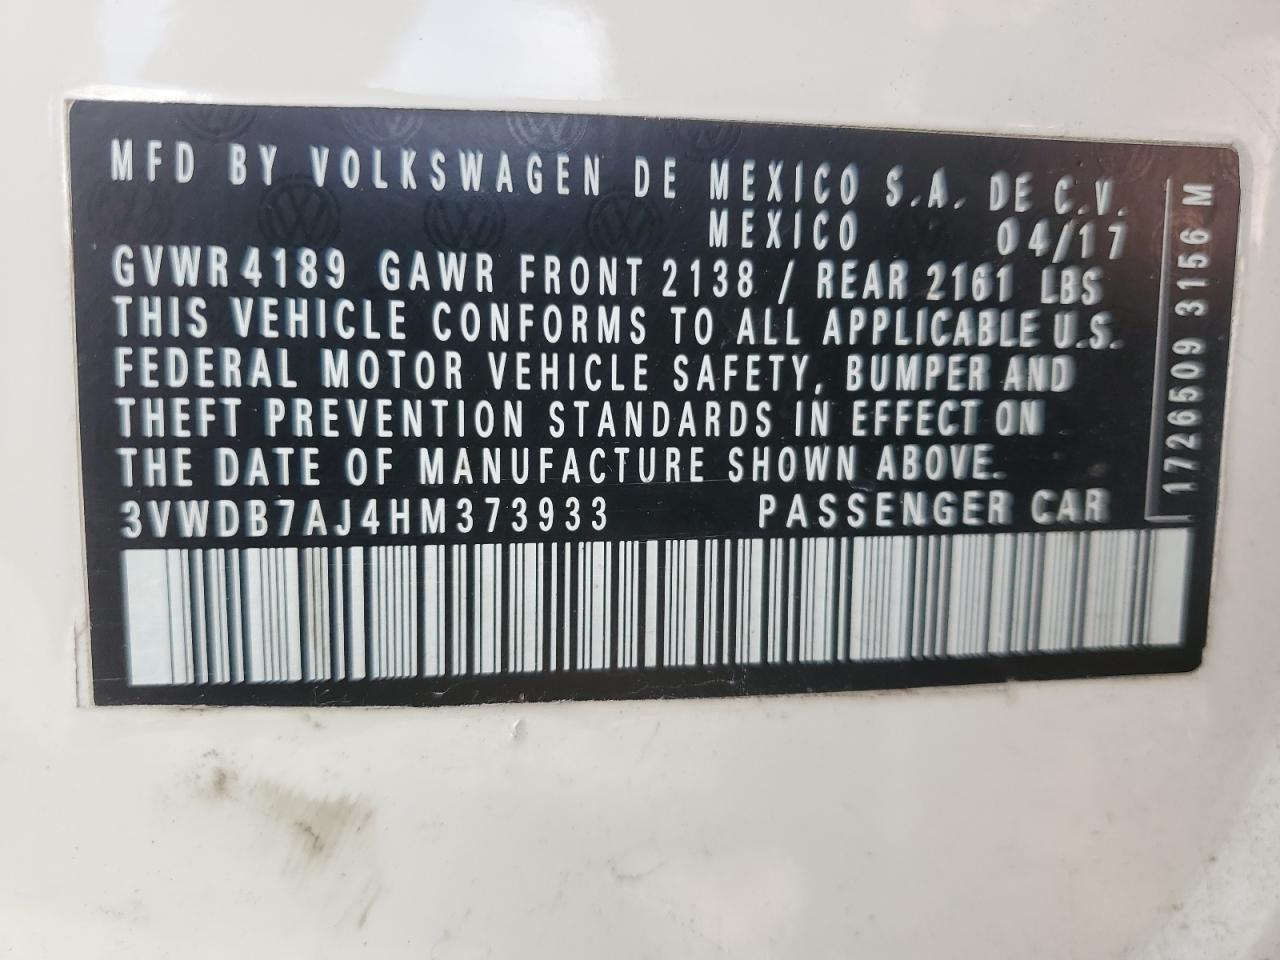 MFD BY VOLKSWAGEN DE MEXICO S.A. DE C.V.
MEXICO 04/17
GVWR 4189 GAWR FRONT 2138 / REAR 2161 LBS
THIS VEHICLE CONFORMS TO ALL APPLICABLE U.S.
FEDERAL MOTOR VEHICLE SAFETY, BUMPER AND
THEFT PREVENTION STANDARDS IN EFFECT ON
THE DATE OF MANUFACTURE SHOWN ABOVE.
3VWDB7AJ4HM373933 PASSENGER CAR
1726509 3156 M